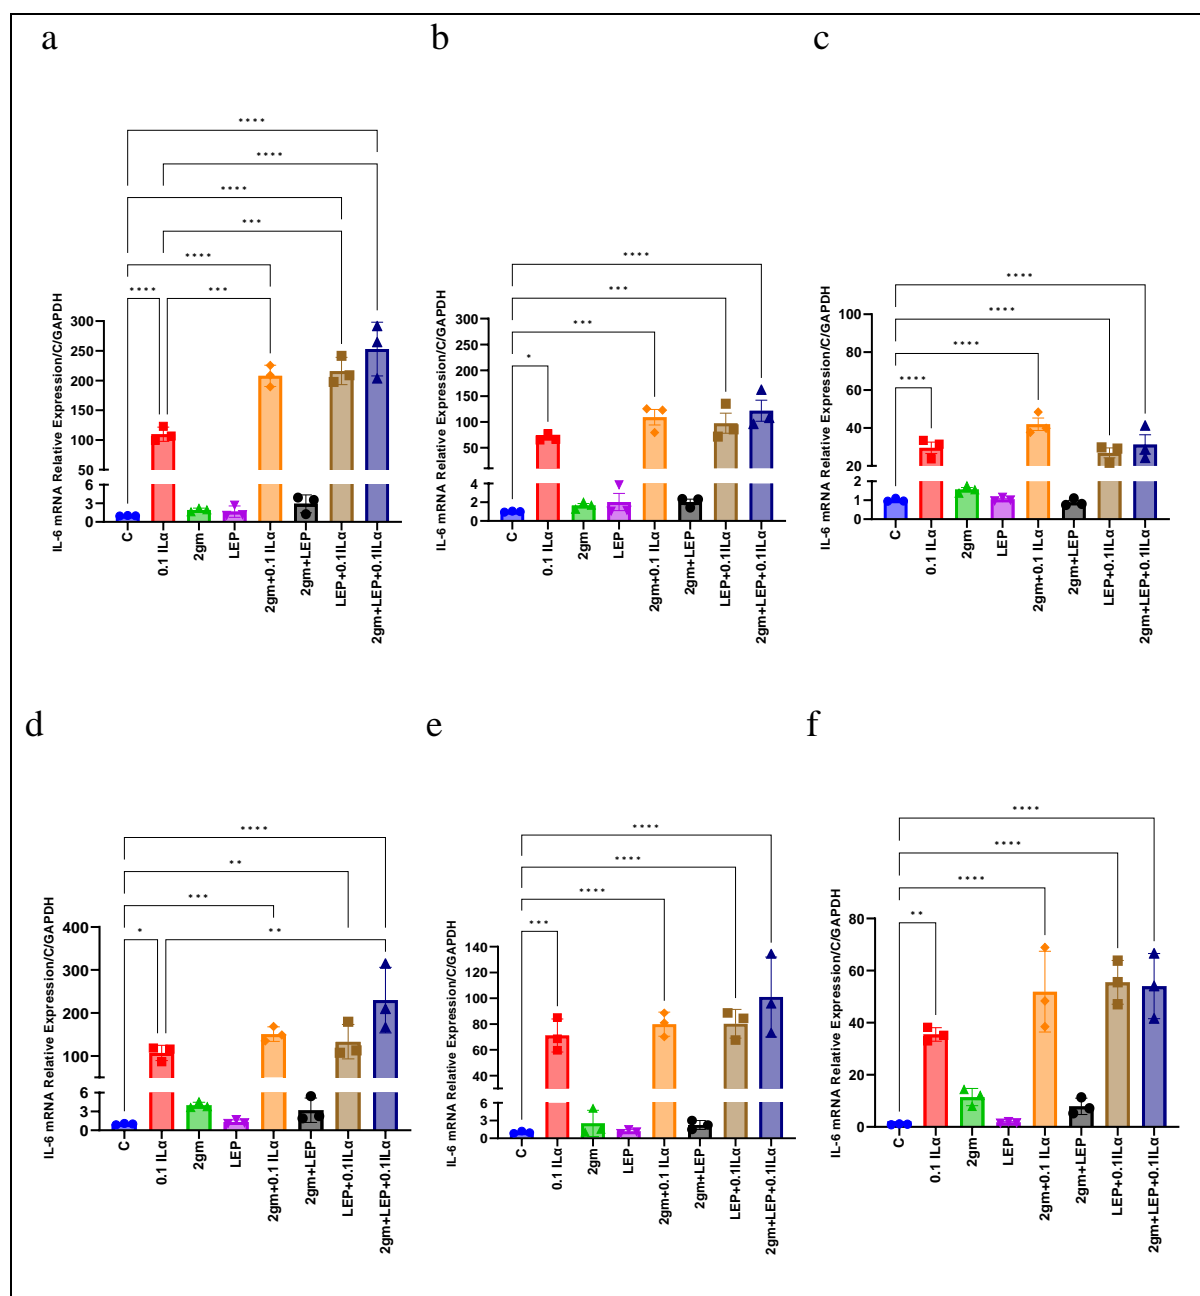 a
b
c
****
****
****
***
****
****
***
IL-6 mRNA Relative Expression/C/GAPDH
300
250
200
150
100
50
6
3
0
C
0.1 ILα
2gm
LEP
2gm+0.1 ILα
2gm+LEP
LEP+0.1ILα
2gm+LEP+0.1ILα
****
***
***
*
IL-6 mRNA Relative Expression/C/GAPDH
300
250
200
150
100
50
4
2
0
C
0.1 ILα
2gm
LEP
2gm+0.1 ILα
2gm+LEP
LEP+0.1ILα
2gm+LEP+0.1ILα
****
****
****
****
IL-6 mRNA Relative Expression/C/GAPDH
100
80
60
40
20
2
1
0
C
0.1 ILα
2gm
LEP
2gm+0.1 ILα
2gm+LEP
LEP+0.1ILα
2gm+LEP+0.1ILα
d
e
f
****
**
***
*
**
IL-6 mRNA Relative Expression/C/GAPDH
400
300
200
100
6
3
0
C
0.1 ILα
2gm
LEP
2gm+0.1 ILα
2gm+LEP
LEP+0.1ILα
2gm+LEP+0.1ILα
****
****
****
***
IL-6 mRNA Relative Expression/C/GAPDH
140
120
100
80
60
40
6
3
0
C
0.1 ILα
2gm
LEP
2gm+0.1 ILα
2gm+LEP
LEP+0.1ILα
2gm+LEP+0.1ILα
****
****
****
**
IL-6 mRNA Relative Expression/C/GAPDH
80
60
40
20
0
C
0.1 ILα
2gm
LEP
2gm+0.1 ILα
2gm+LEP
LEP+0.1ILα
2gm+LEP+0.1ILα